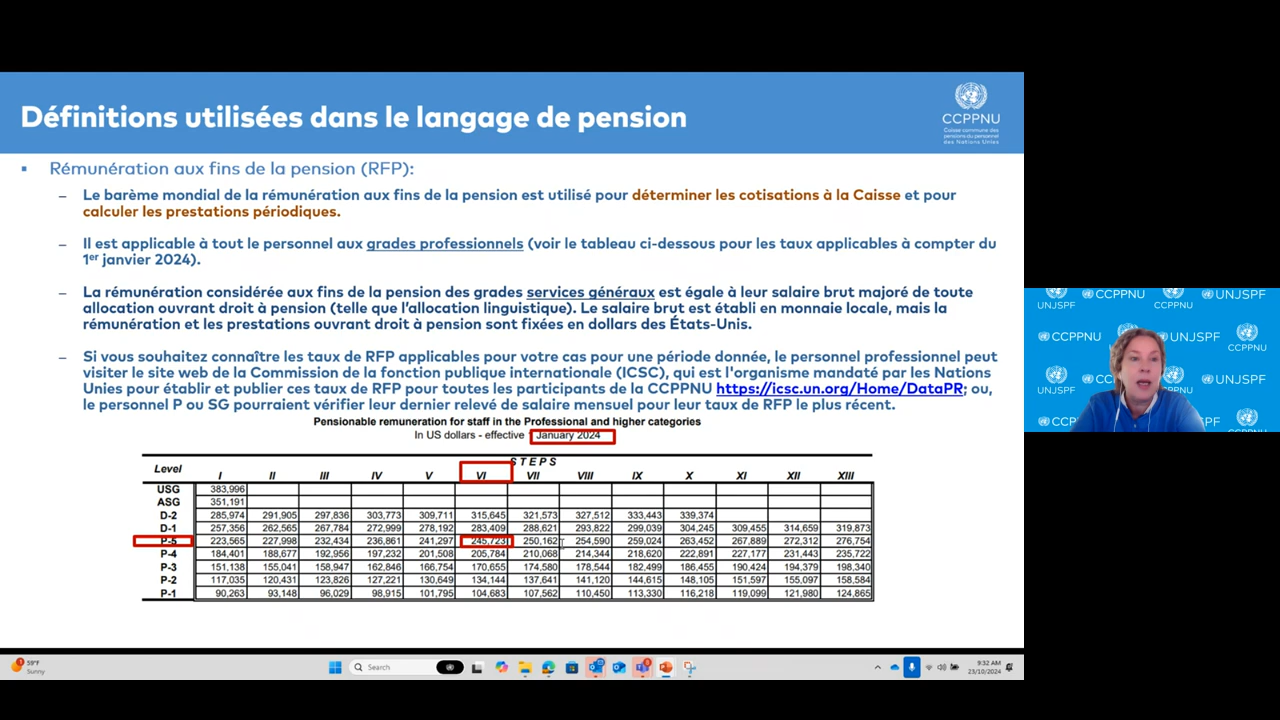 Définitions utilisées dans le langage de pension
CCPPNU
Caisse commune des
pensions du personnel
des Nations Unies
▪ Rémunération aux fins de la pension (RFP):
– Le barème mondial de la rémunération aux fins de la pension est utilisé pour déterminer les cotisations à la Caisse et pour
calculer les prestations périodiques.
– Il est applicable à tout le personnel aux grades professionnels (voir le tableau ci-dessous pour les taux applicables à compter du
1er janvier 2024).
– La rémunération considérée aux fins de la pension des grades services généraux est égale à leur salaire brut majoré de toute
allocation ouvrant droit à pension (telle que l'allocation linguistique). Le salaire brut est établi en monnaie locale, mais la
rémunération et les prestations ouvrant droit à pension sont fixées en dollars des États-Unis.
– Si vous souhaitez connaître les taux de RFP applicables pour votre cas pour une période donnée, le personnel professionnel peut
visiter le site web de la Commission de la fonction publique internationale (ICSC), qui est l'organisme mandaté par les Nations
Unies pour établir et publier ces taux de RFP pour toutes les participants de la CCPPNU https://icsc.un.org/Home/DataPR; ou,
le personnel P ou SG pourraient vérifier leur dernier relevé de salaire mensuel pour leur taux de RFP le plus récent.
Pensionable remuneration for staff in the Professional and higher categories
In US dollars - effective January 2024
STEPS
Level I II III IV V VI VII VIII IX X XI XII XIII
USG 383,996
ASG 351,191
D-2 285,974 291,905 297,836 303,773 309,711 315,645 321,573 327,512 333,443 339,374
D-1 257,356 262,565 267,784 272,999 278,192 283,409 288,621 293,822 299,039 304,245 309,455 314,659 319,873
P-5 223,565 227,998 232,434 236,861 241,297 245,723 250,162 254,590 259,024 263,452 267,889 272,312 276,754
P-4 184,401 188,677 192,956 197,232 201,508 205,784 210,068 214,344 218,620 222,891 227,177 231,443 235,722
P-3 151,138 155,041 158,947 162,846 166,754 170,655 174,580 178,544 182,499 186,455 190,424 194,379 198,340
P-2 117,035 120,431 123,826 127,221 130,649 134,144 137,641 141,120 144,615 148,105 151,597 155,097 158,584
P-1 90,263 93,148 96,029 98,915 101,795 104,683 107,562 110,450 113,330 116,218 119,099 121,980 124,865
UNJSPF CCPPNU CCPPNU UNJSPF
CCPPNU UNJSPF CCPPNU
UNJSPF UNJSPF
59°F
Sunny
Search
9:32 AM
23/10/2024